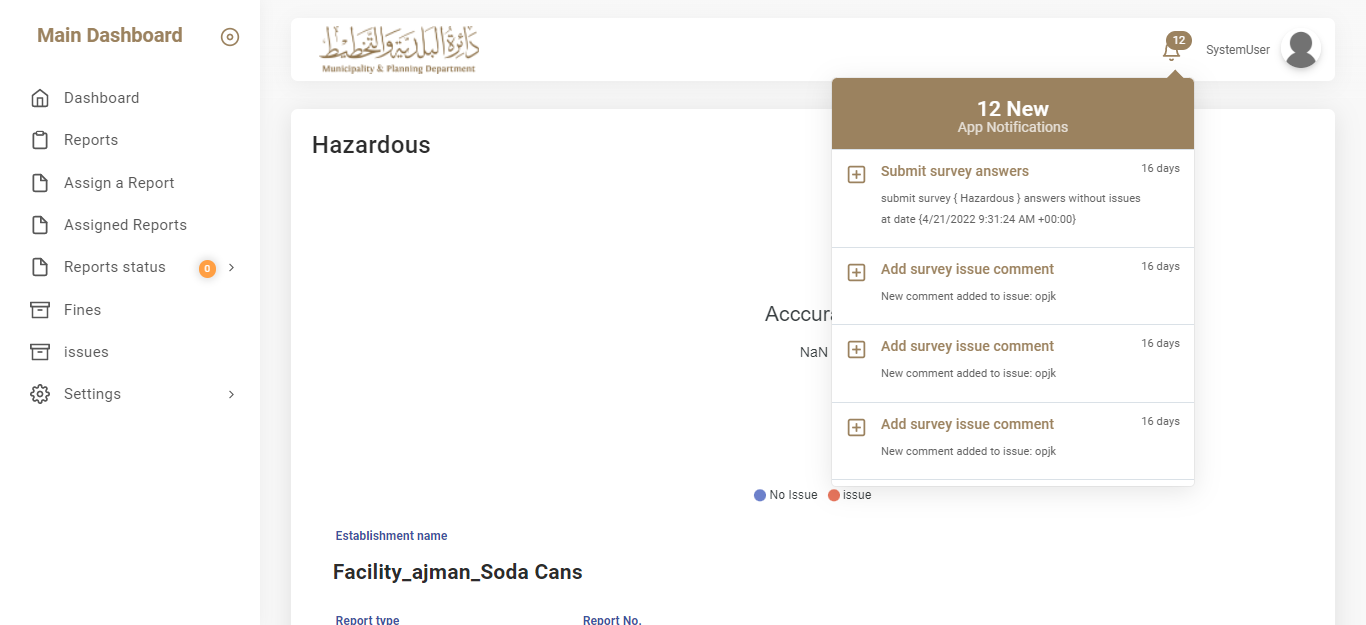 Main Dashboard
Dashboard
Reports
Assign a Report
Assigned Reports
Reports status
0
Fines
issues
Settings
دائرة البلدية والتخطيط
Municipality & Planning Department
12
SystemUser
12 New
App Notifications
Submit survey answers
16 days
submit survey { Hazardous } answers without issues
at date {4/21/2022 9:31:24 AM +00:00}
Add survey issue comment
16 days
New comment added to issue: opjk
Add survey issue comment
16 days
New comment added to issue: opjk
Add survey issue comment
16 days
New comment added to issue: opjk
Hazardous
NaN
No Issue
issue
Establishment name
Facility_ajman_Soda Cans
Report type
Report No.